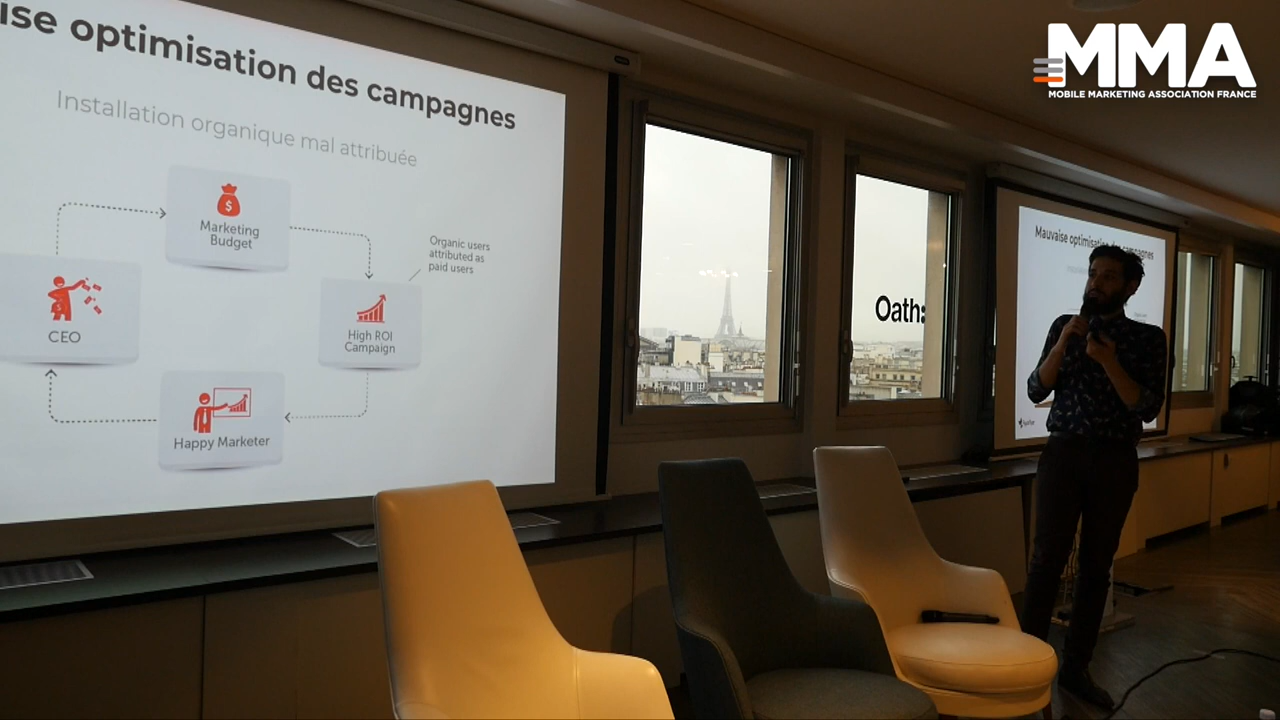 ise optimisation des campagnes
Installation organique mal attribuée
Marketing
Budget
Organic users
attributed as
paid users
CEO
High ROI
Campaign
Happy Marketer
Oath:
Mauvaise optimisation des campagnes
MMA
MOBILE MARKETING ASSOCIATION FRANCE